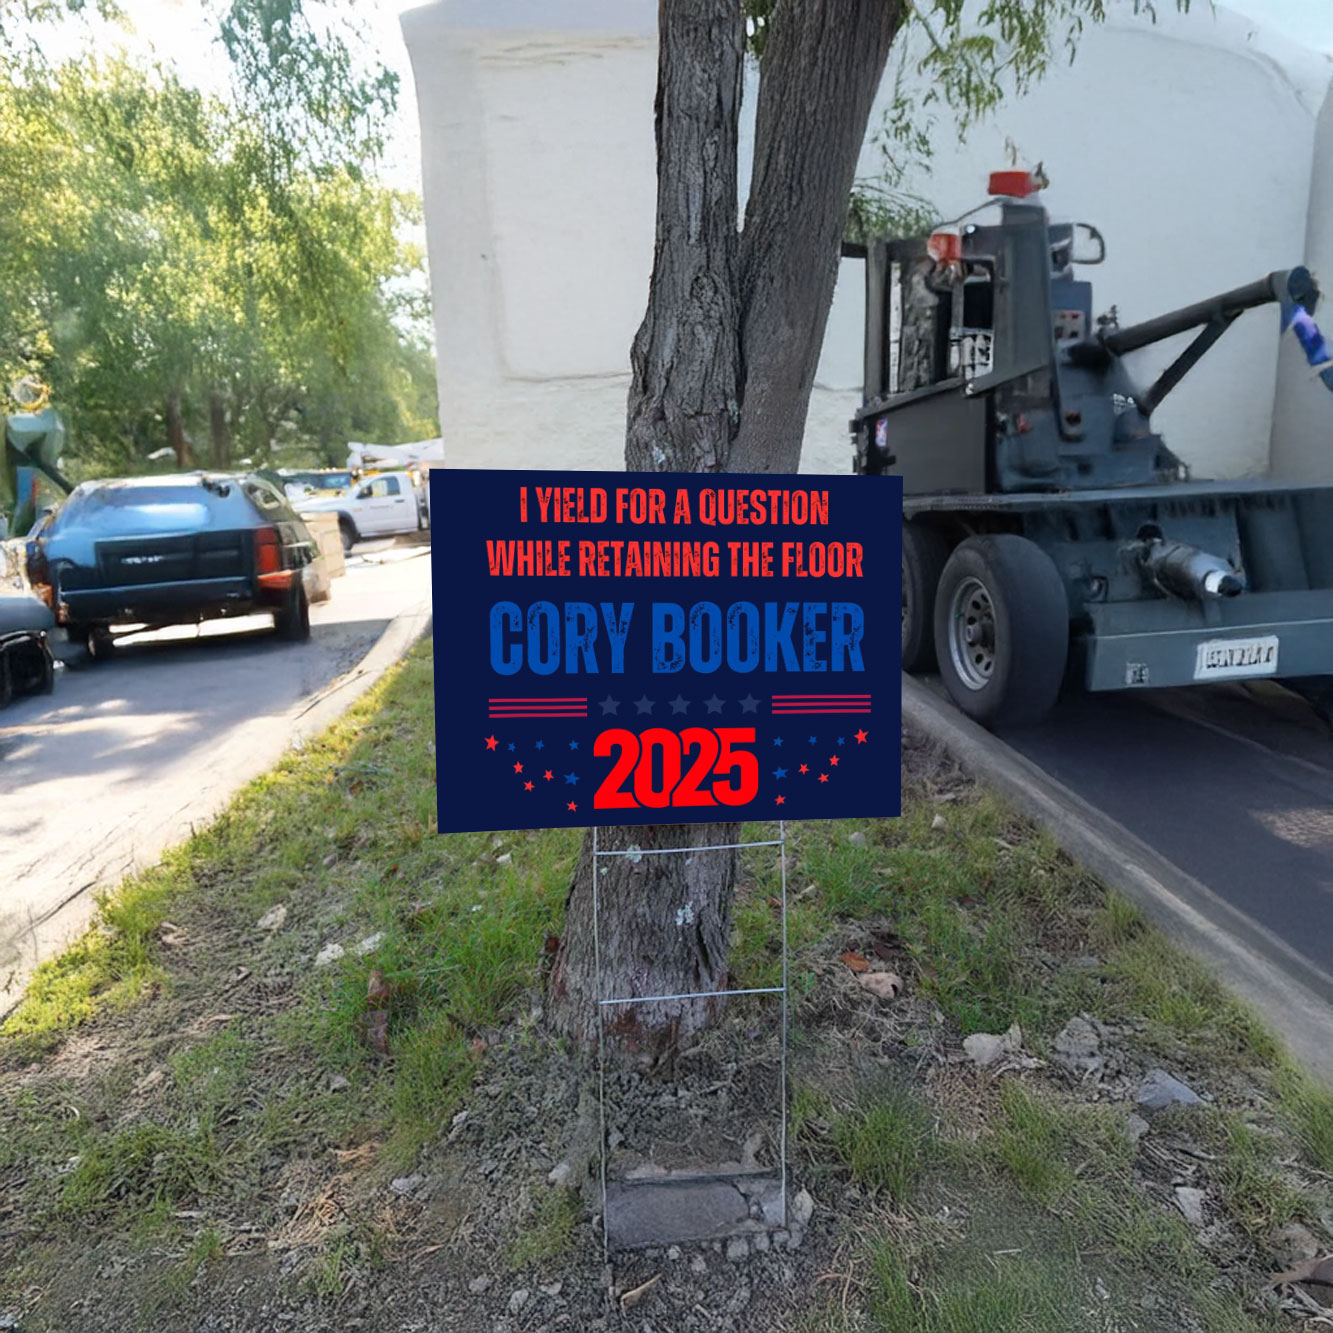 I YIELD FOR A QUESTION
WHILE RETAINING THE FLOOR
CORY BOOKER
2025